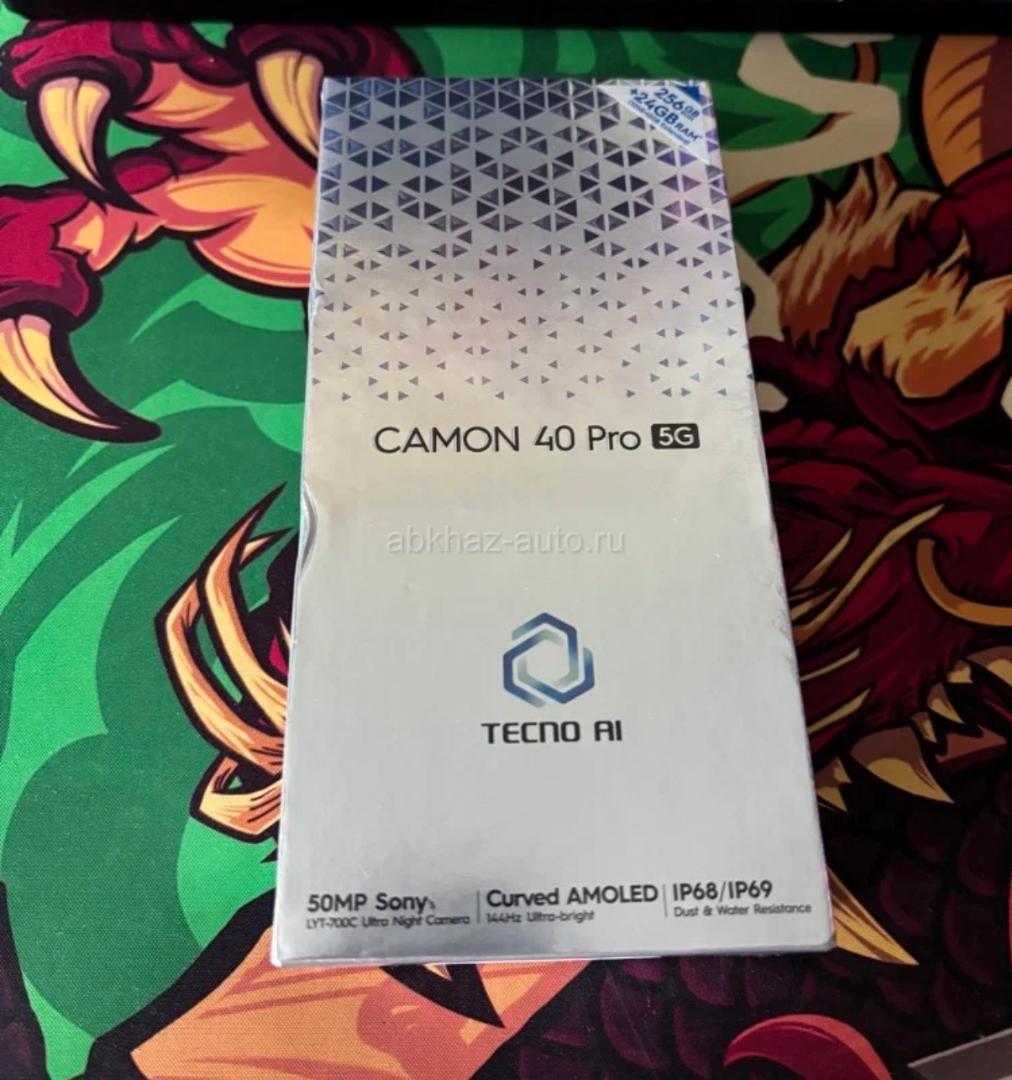 256GB
+24GB RAM*
CAMON 40 Pro 5G
abkhaz-auto.ru
TECNO AI
50MP Sony's
LYT-700C Ultra Night Camera
Curved AMOLED
144Hz Ultra-bright
IP68/IP69
Dust & Water Resistance